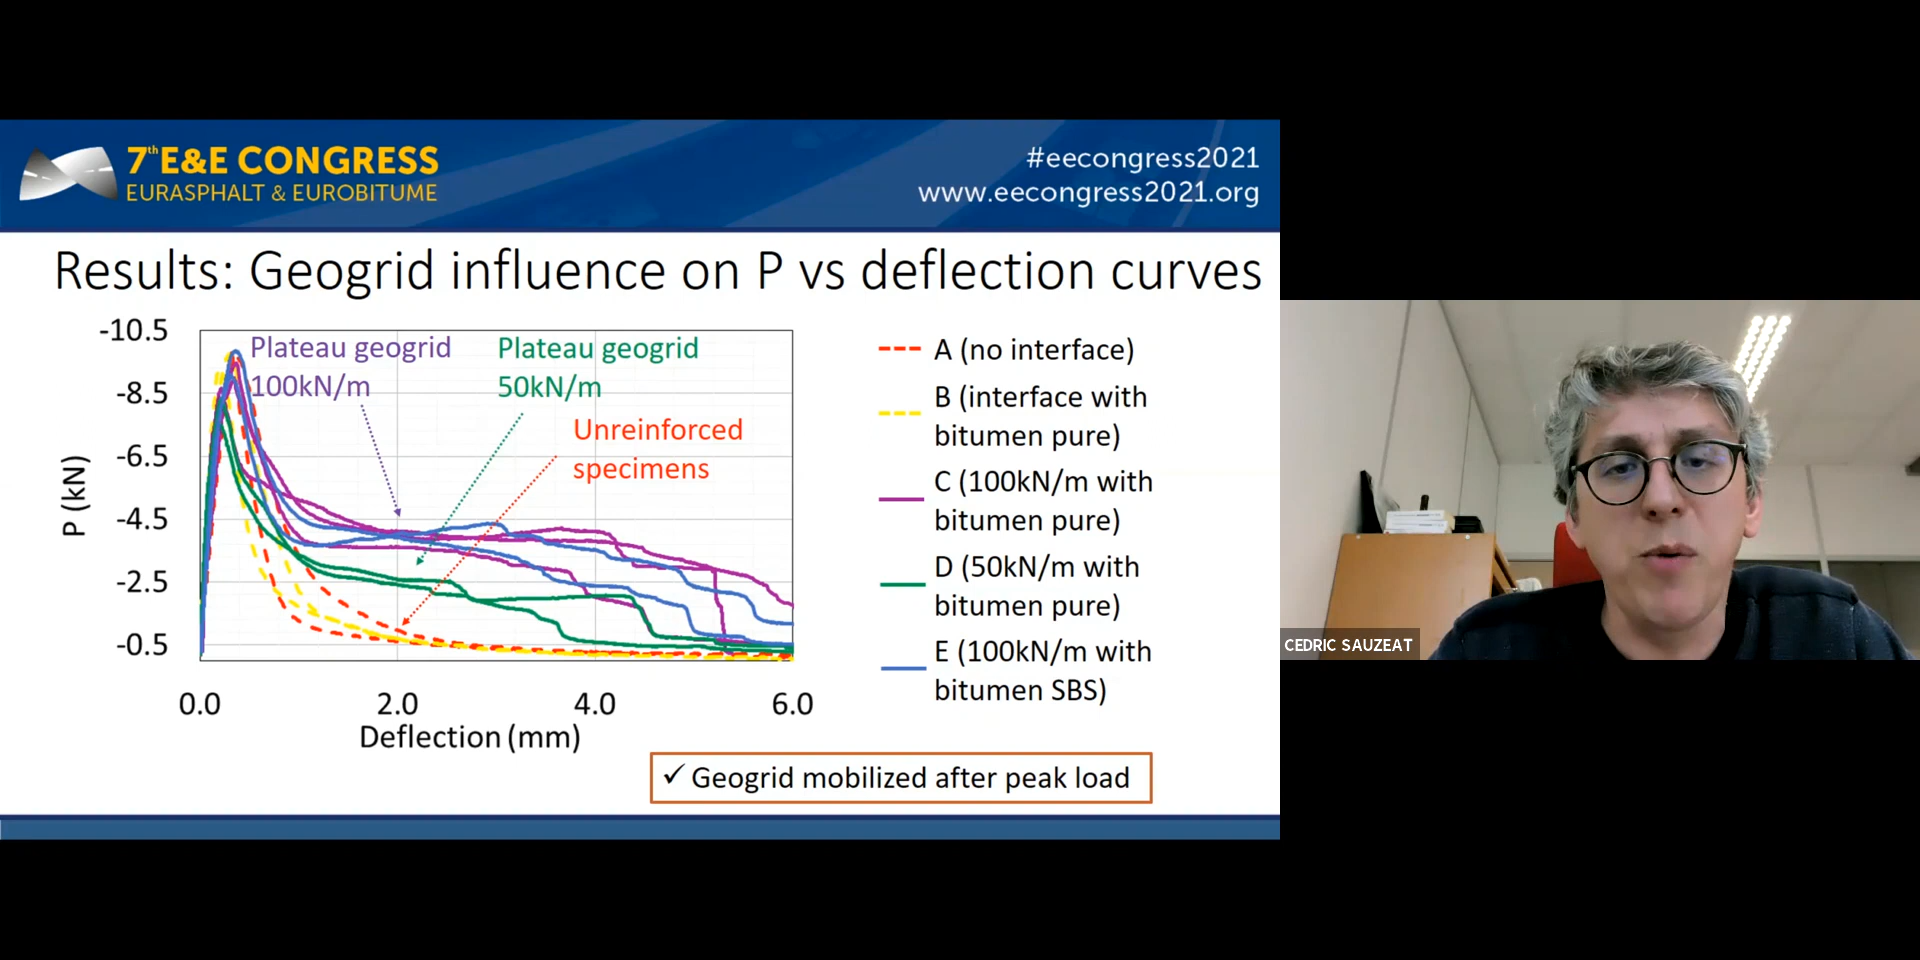 7th E&E CONGRESS
EURASPHALT & EUROBITUME
#eecongress2021
www.eecongress2021.org
Results: Geogrid influence on P vs deflection curves
-10.5
-8.5
-6.5
-4.5
-2.5
-0.5
P (kN)
0.0
2.0
4.0
6.0
Deflection (mm)
Plateau geogrid
100kN/m
Plateau geogrid
50kN/m
Unreinforced
specimens
A (no interface)
B (interface with
bitumen pure)
C (100kN/m with
bitumen pure)
D (50kN/m with
bitumen pure)
E (100kN/m with
bitumen SBS)
✓ Geogrid mobilized after peak load
CEDRIC SAUZEAT